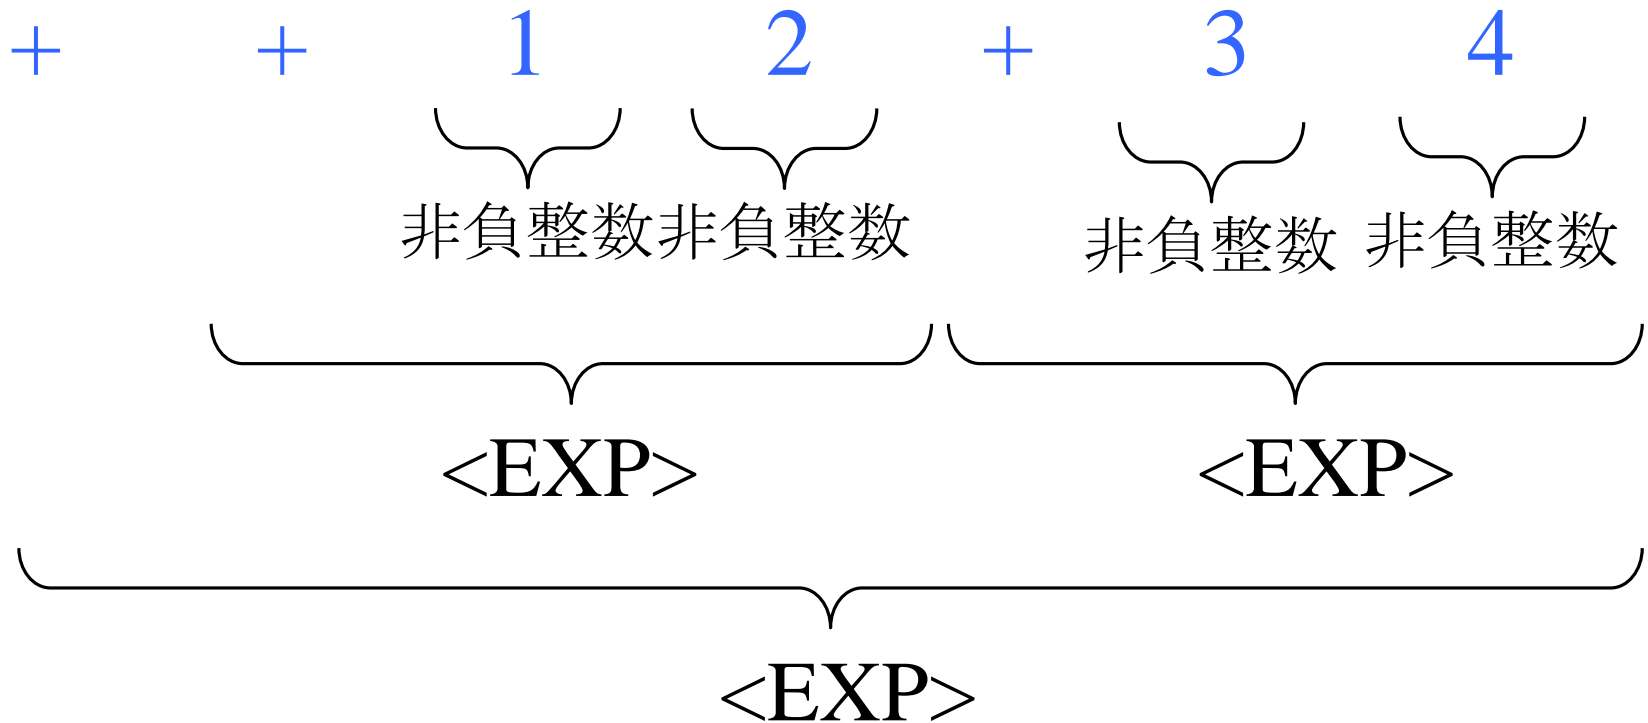 + + 1 2 + 3 4
非負整数 非負整数 非負整数 非負整数
<EXP> <EXP>
<EXP>